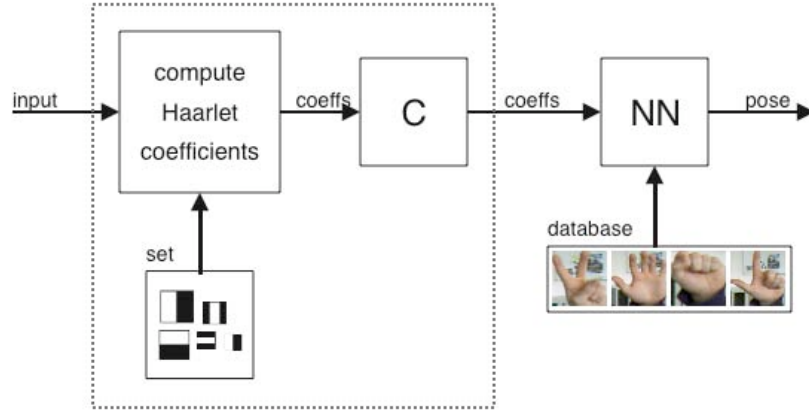 input
compute
Haarlet
coefficients
coeffs
C
coeffs
NN
pose
set
database